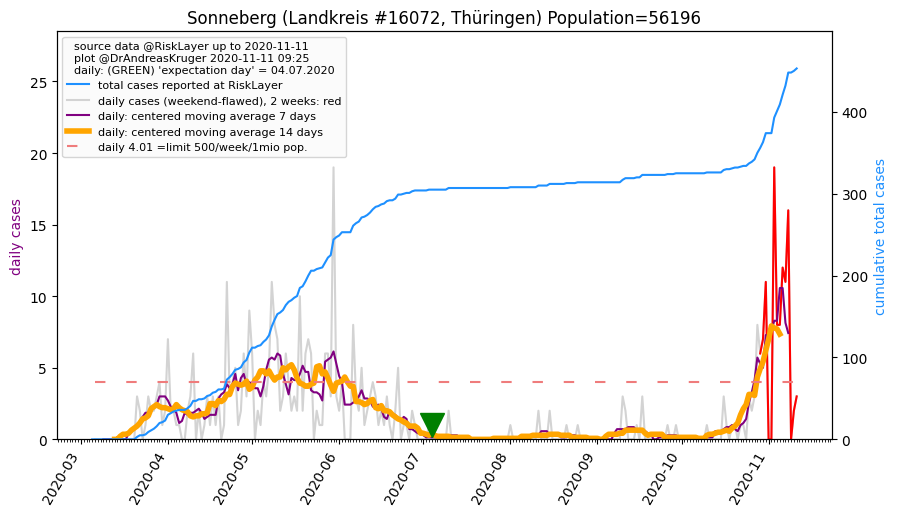 Sonneberg (Landkreis #16072, Thüringen) Population=56196
source data @RiskLayer up to 2020-11-11
plot @DrAndreasKruger 2020-11-11 09:25
daily: (GREEN) 'expectation day' = 04.07.2020
total cases reported at RiskLayer
daily cases (weekend-flawed), 2 weeks: red
daily: centered moving average 7 days
daily: centered moving average 14 days
daily 4.01 =limit 500/week/1mio pop.
daily cases
25
20
15
10
5
0
cumulative total cases
400
300
200
100
0
2020-03
2020-04
2020-05
2020-06
2020-07
2020-08
2020-09
2020-10
2020-11